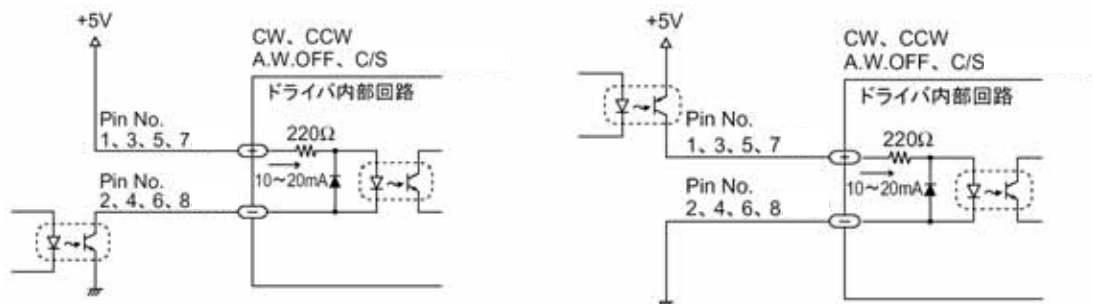 +5V
CW、CCW
A.W.OFF、C/S
ドライバ内部回路
Pin No.
1、3、5、7
220Ω
10～20mA
Pin No.
2、4、6、8
+5V
CW、CCW
A.W.OFF、C/S
ドライバ内部回路
Pin No.
1、3、5、7
220Ω
10～20mA
Pin No.
2、4、6、8